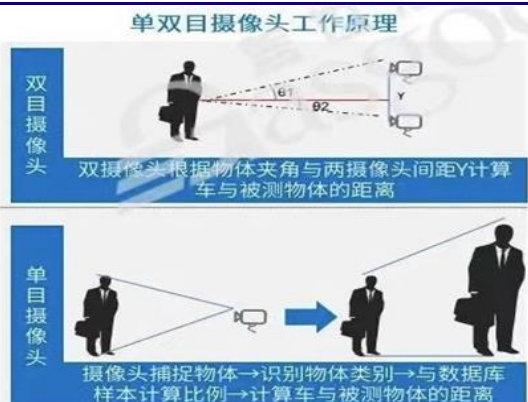 单双目摄像头工作原理
双目摄像头
θ1
θ2
Y
双摄像头根据物体夹角与两摄像头间距Y计算
车与被测物体的距离
单目摄像头
摄像头捕捉物体→识别物体类别→与数据库
样本计算比例→计算车与被测物体的距离